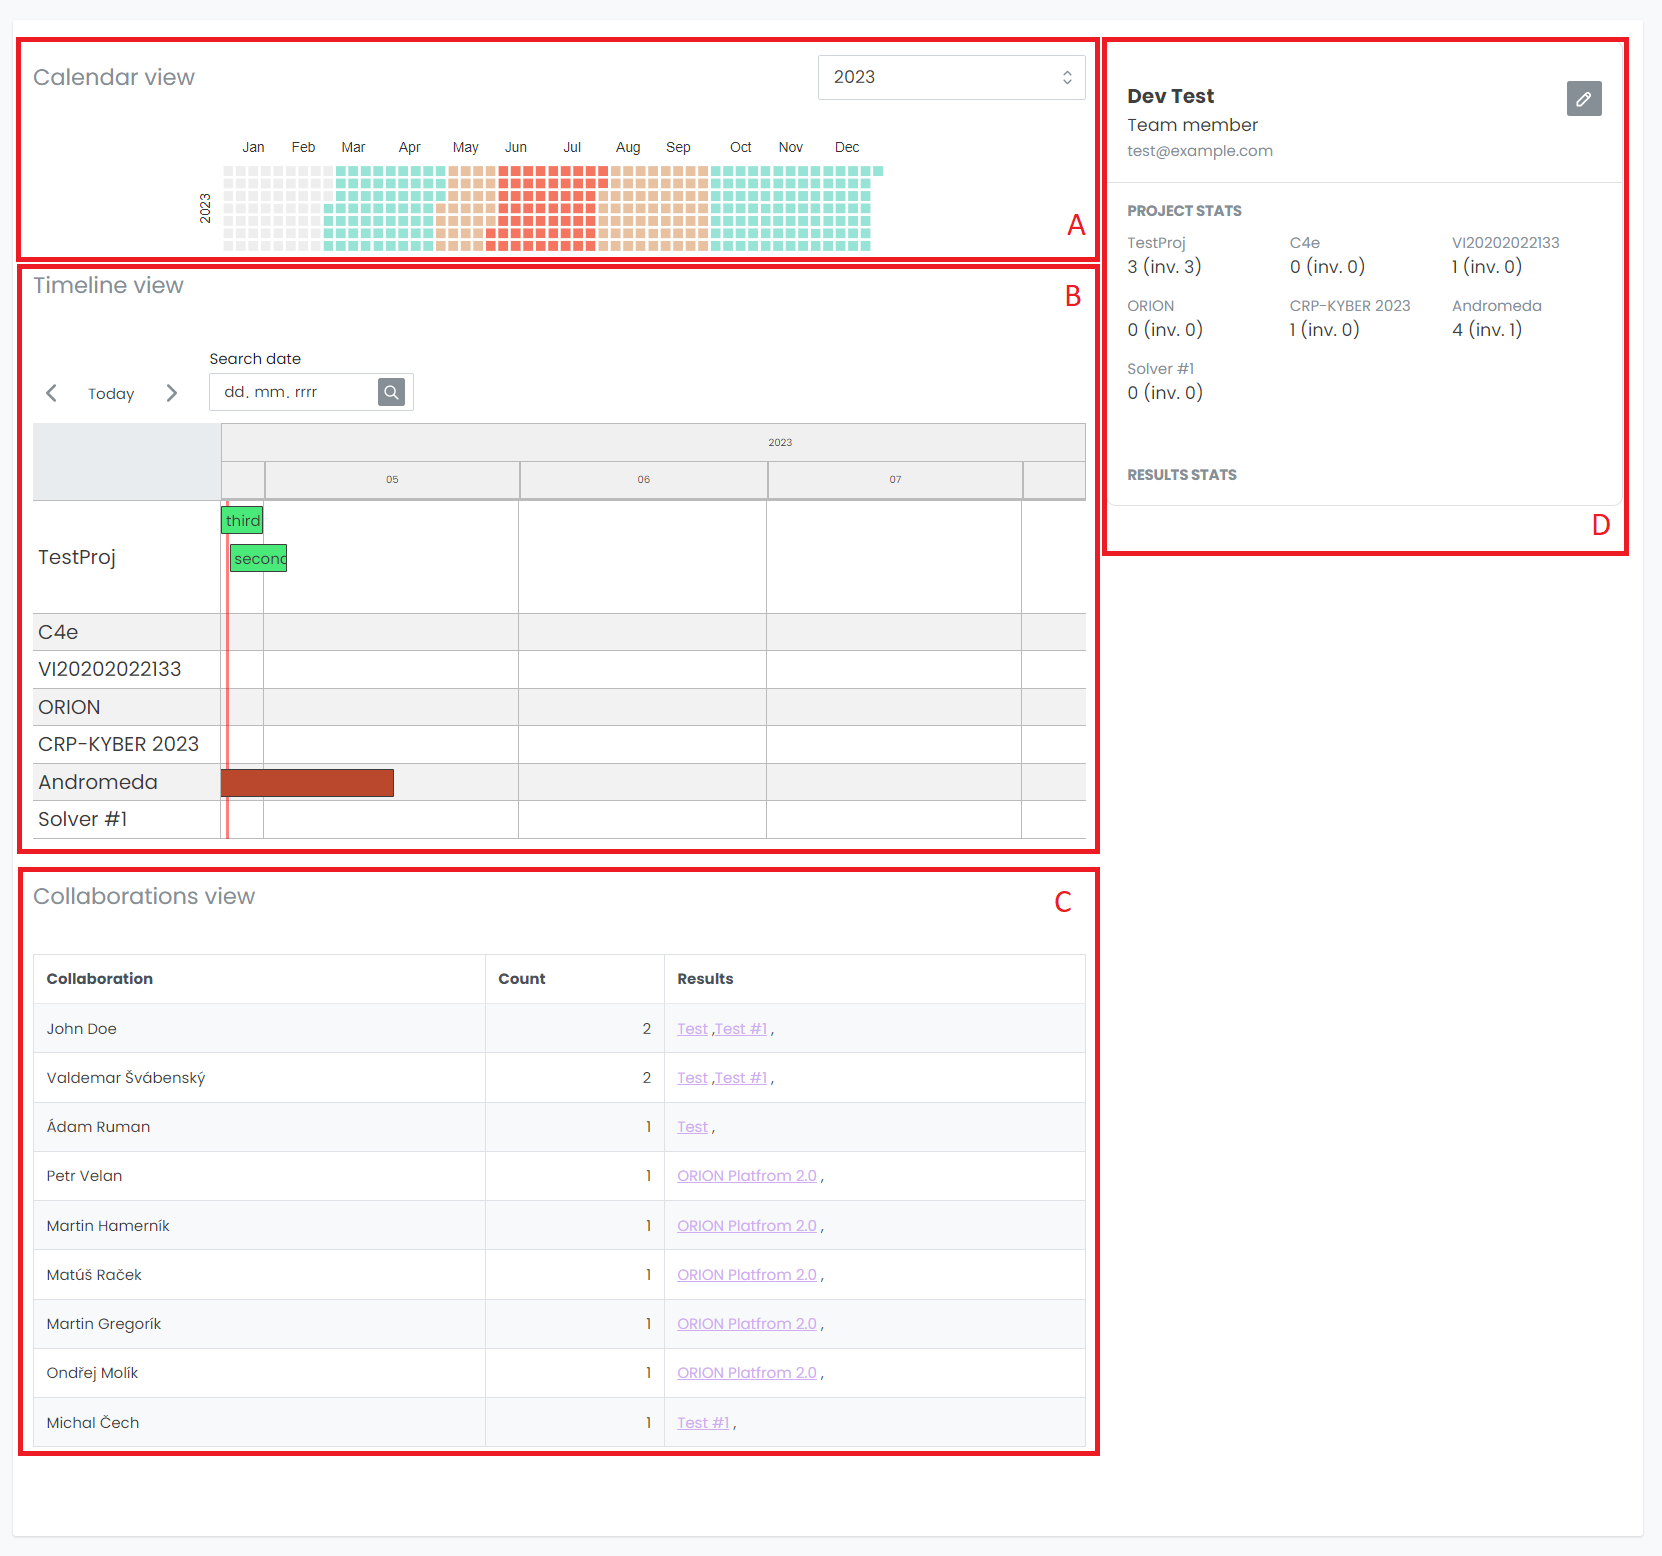 Calendar view
2023
Jan Feb Mar Apr May Jun Jul Aug Sep Oct Nov Dec
2023
A
Timeline view
B
Search date
Today
dd. mm. rrrr
2023
05 06 07
third
TestProj
second
C4e
VI20202022133
ORION
CRP-KYBER 2023
Andromeda
Solver #1
Collaborations view
C
Collaboration Count Results
John Doe 2 Test ,Test #1 ,
Valdemar Švábenský 2 Test ,Test #1 ,
Ádam Ruman 1 Test ,
Petr Velan 1 ORION Platfrom 2.0 ,
Martin Hamerník 1 ORION Platfrom 2.0 ,
Matúš Raček 1 ORION Platfrom 2.0 ,
Martin Gregorík 1 ORION Platfrom 2.0 ,
Ondřej Molík 1 ORION Platfrom 2.0 ,
Michal Čech 1 Test #1 ,
Dev Test
Team member
test@example.com
PROJECT STATS
TestProj C4e VI20202022133
3 (inv. 3) 0 (inv. 0) 1 (inv. 0)
ORION CRP-KYBER 2023 Andromeda
0 (inv. 0) 1 (inv. 0) 4 (inv. 1)
Solver #1
0 (inv. 0)
RESULTS STATS
D